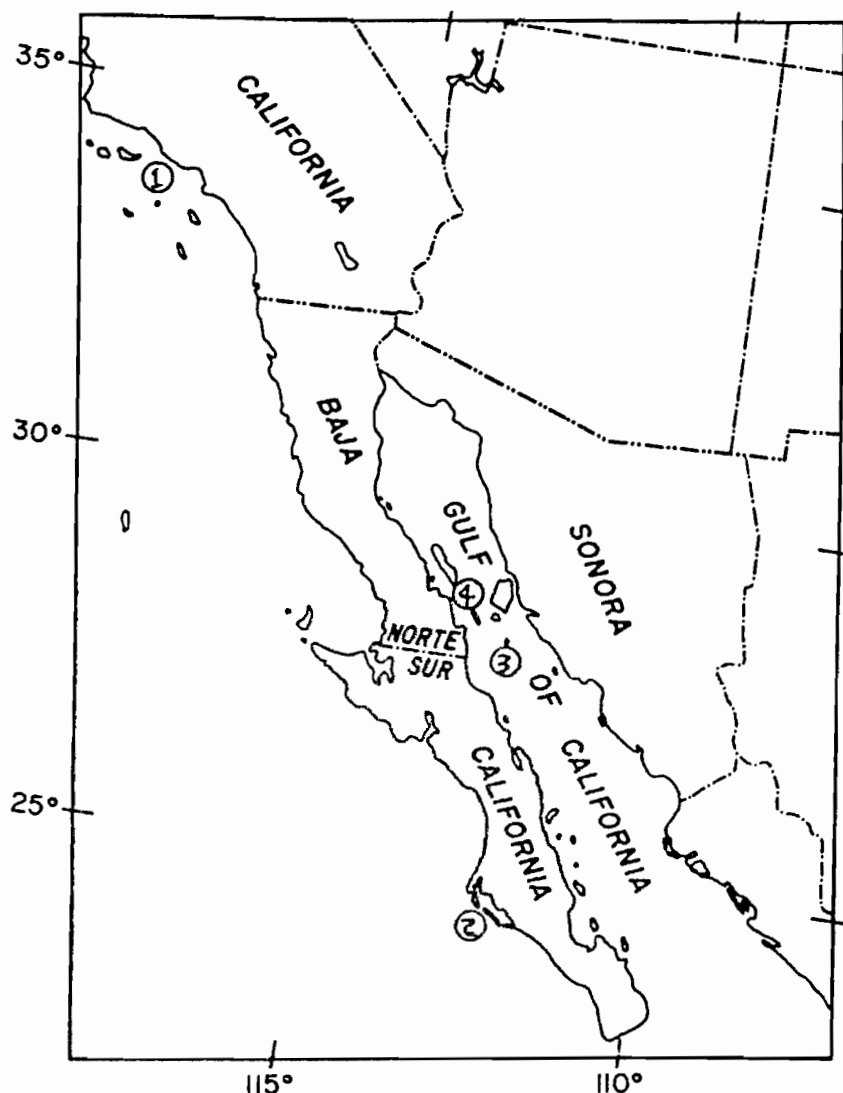 35°
CALIFORNIA
1
30°
BAJA
GULF
SONORA
4
NORTE
SUR
3
OF
25°
CALIFORNIA
CALIFORNIA
2
115°
110°